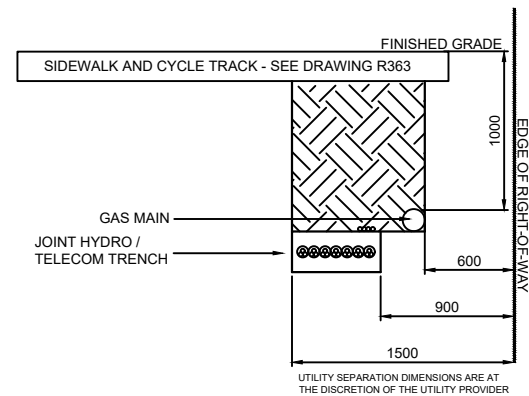 FINISHED GRADE
SIDEWALK AND CYCLE TRACK - SEE DRAWING R363
1000
EDGE OF RIGHT-OF-WAY
GAS MAIN
JOINT HYDRO /
TELECOM TRENCH
600
900
1500
UTILITY SEPARATION DIMENSIONS ARE AT
THE DISCRETION OF THE UTILITY PROVIDER